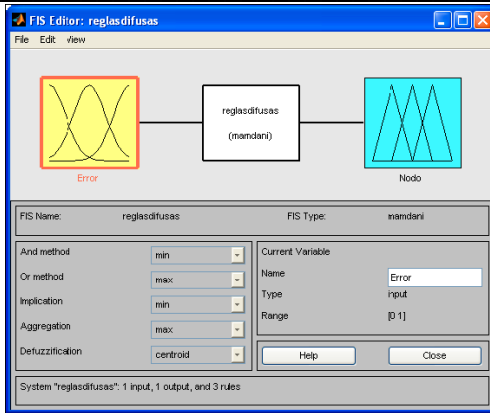 FIS Editor: reglasdifusas
File Edit View
reglasdifusas
(mamdani)
Error
Nodo
FIS Name: reglasdifusas FIS Type: mamdani
And method min
Or method max
Implication min
Aggregation max
Defuzzification centroid
Current Variable
Name Error
Type input
Range [0 1]
Help Close
System "reglasdifusas": 1 input, 1 output, and 3 rules